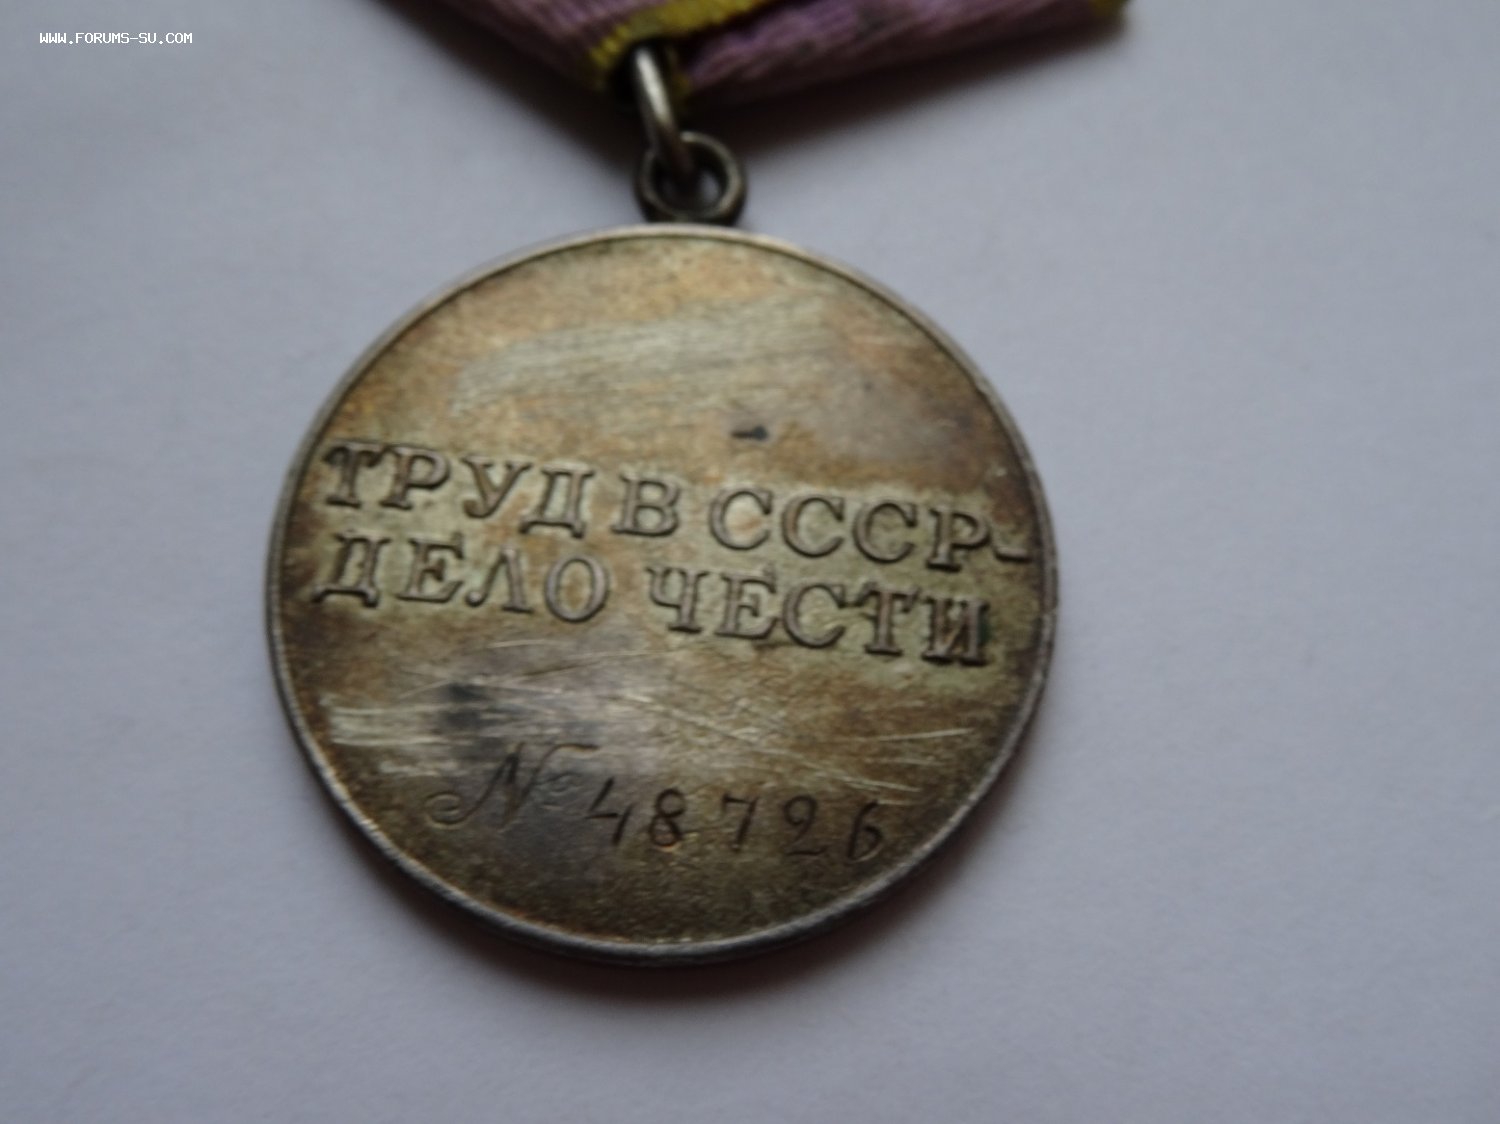 WWW.FORUMS-SU.COM
ТРУД В СССР-
ДЕЛО ЧЕСТИ
№ 48726